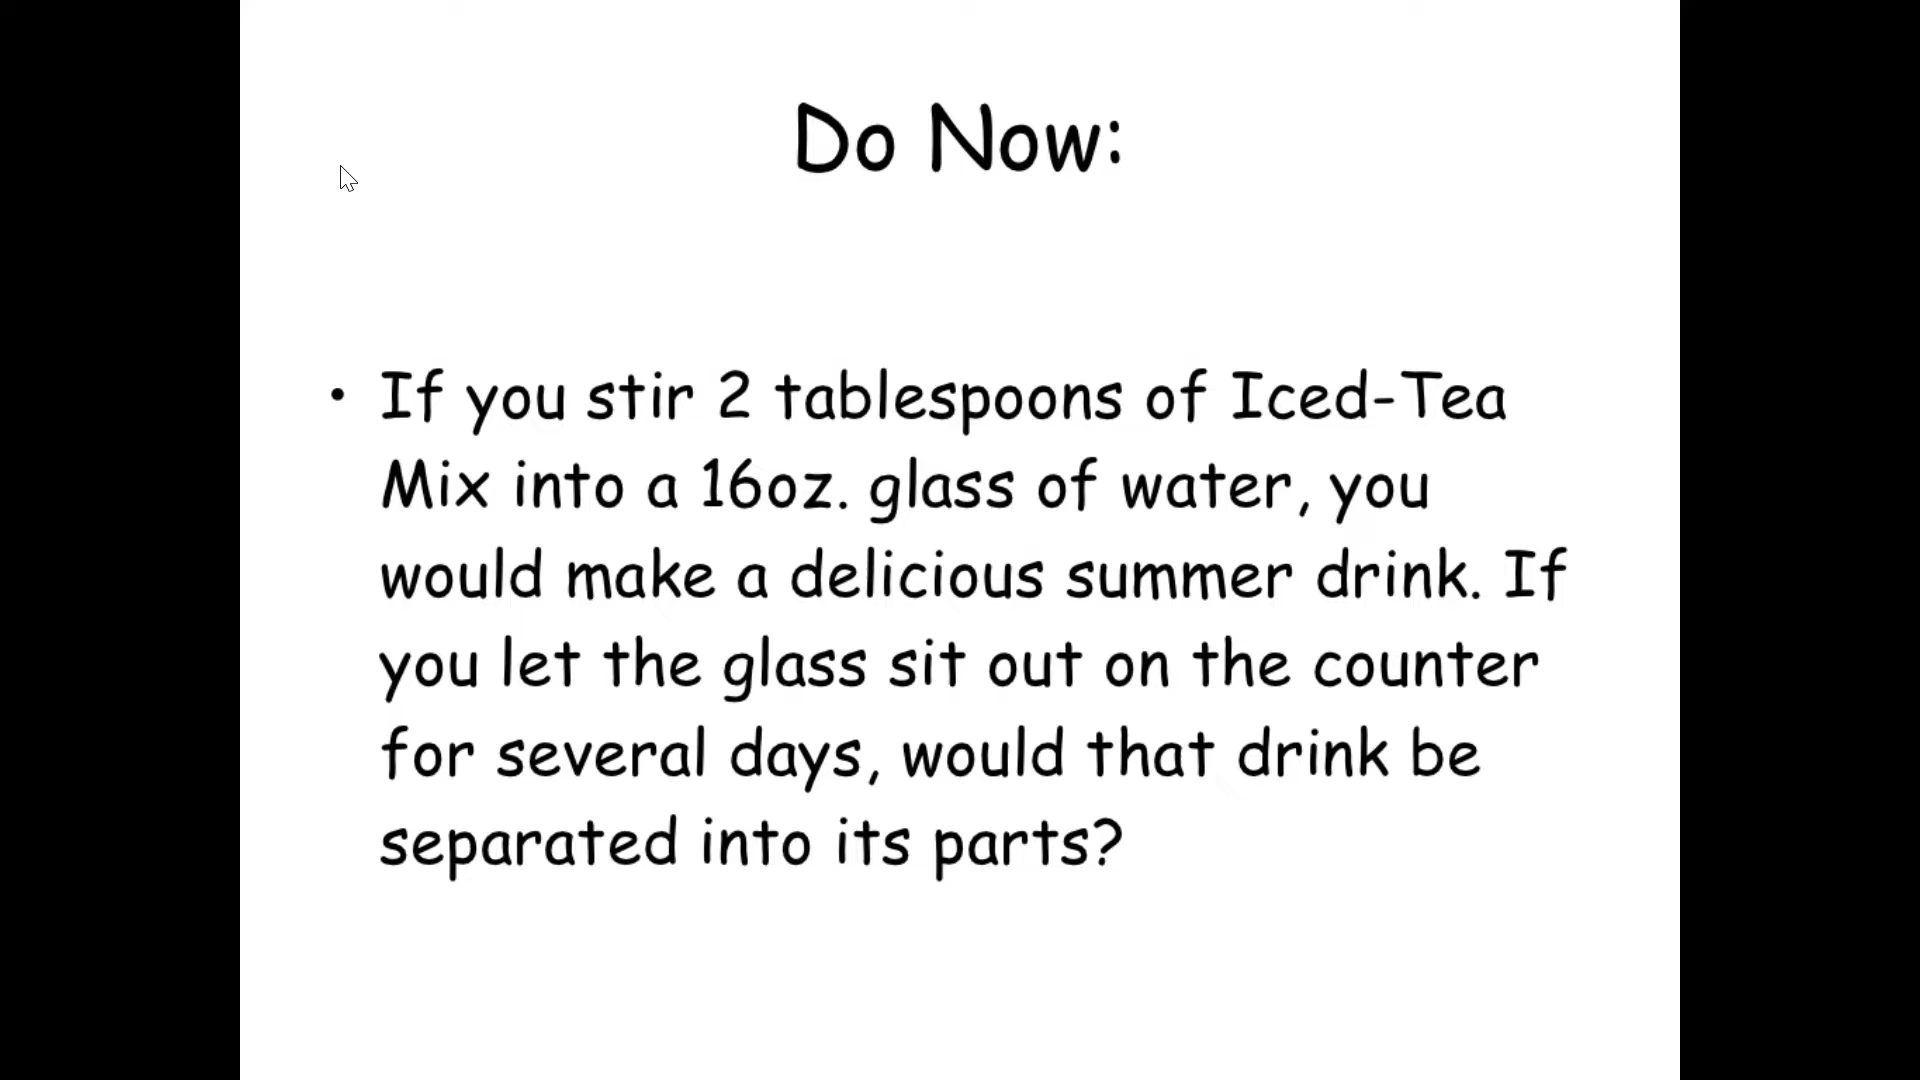 Do Now:
• If you stir 2 tablespoons of Iced-Tea
Mix into a 16oz. glass of water, you
would make a delicious summer drink. If
you let the glass sit out on the counter
for several days, would that drink be
separated into its parts?